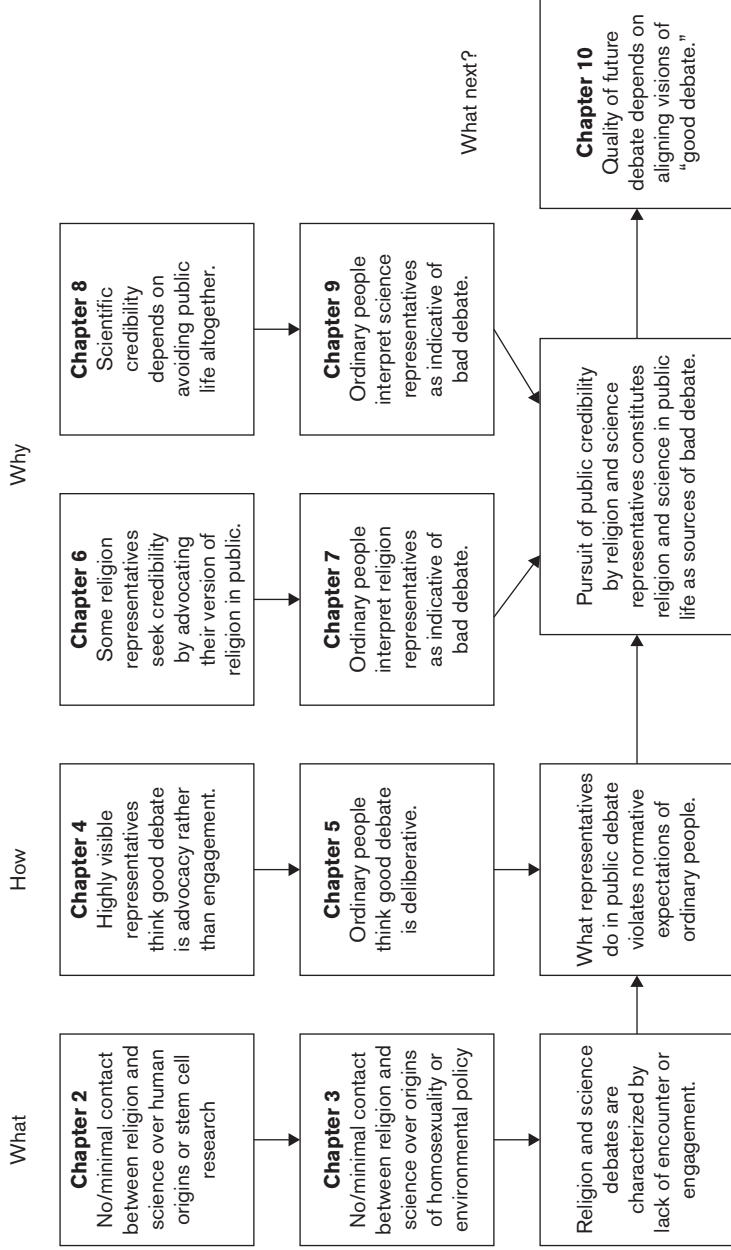 What
How
Why
What next?
Chapter 2
No/minimal contact
between religion and
science over human
origins or stem cell
research
Chapter 3
No/minimal contact
between religion and
science over origins
of homosexuality or
environmental policy
Religion and science
debates are
characterized by
lack of encounter or
engagement.
Chapter 4
Highly visible
representatives
think good debate
is advocacy rather
than engagement.
Chapter 5
Ordinary people
think good debate
is deliberative.
What representatives
do in public debate
violates normative
expectations of
ordinary people.
Chapter 6
Some religion
representatives
seek credibility
by advocating
their version of
religion in public.
Chapter 7
Ordinary people
interpret religion
representatives
as indicative of
bad debate.
Chapter 8
Scientific
credibility
depends on
avoiding public
life altogether.
Chapter 9
Ordinary people
interpret science
representatives
as indicative of
bad debate.
Pursuit of public credibility
by religion and science
representatives constitutes
religion and science in public
life as sources of bad debate.
Chapter 10
Quality of future
debate depends on
aligning visions of
“good debate.”